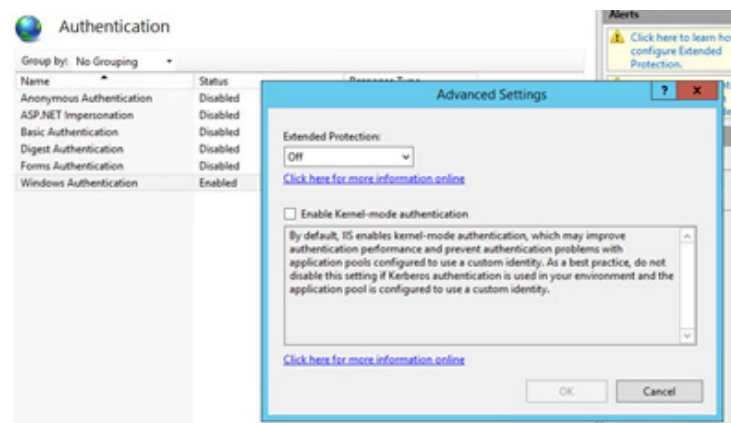 Authentication
Group by: No Grouping
Name Status
Anonymous Authentication Disabled
ASP.NET Impersonation Disabled
Basic Authentication Disabled
Digest Authentication Disabled
Forms Authentication Disabled
Windows Authentication Enabled
Alerts
Click here to learn ho
configure Extended
Protection.
Advanced Settings
? X
Extended Protection:
Off
Click here for more information online
Enable Kernel-mode authentication
By default, IIS enables kernel-mode authentication, which may improve
authentication performance and prevent authentication problems with
application pools configured to use a custom identity. As a best practice, do not
disable this setting if Kerberos authentication is used in your environment and the
application pool is configured to use a custom identity.
Click here for more information online
OK Cancel